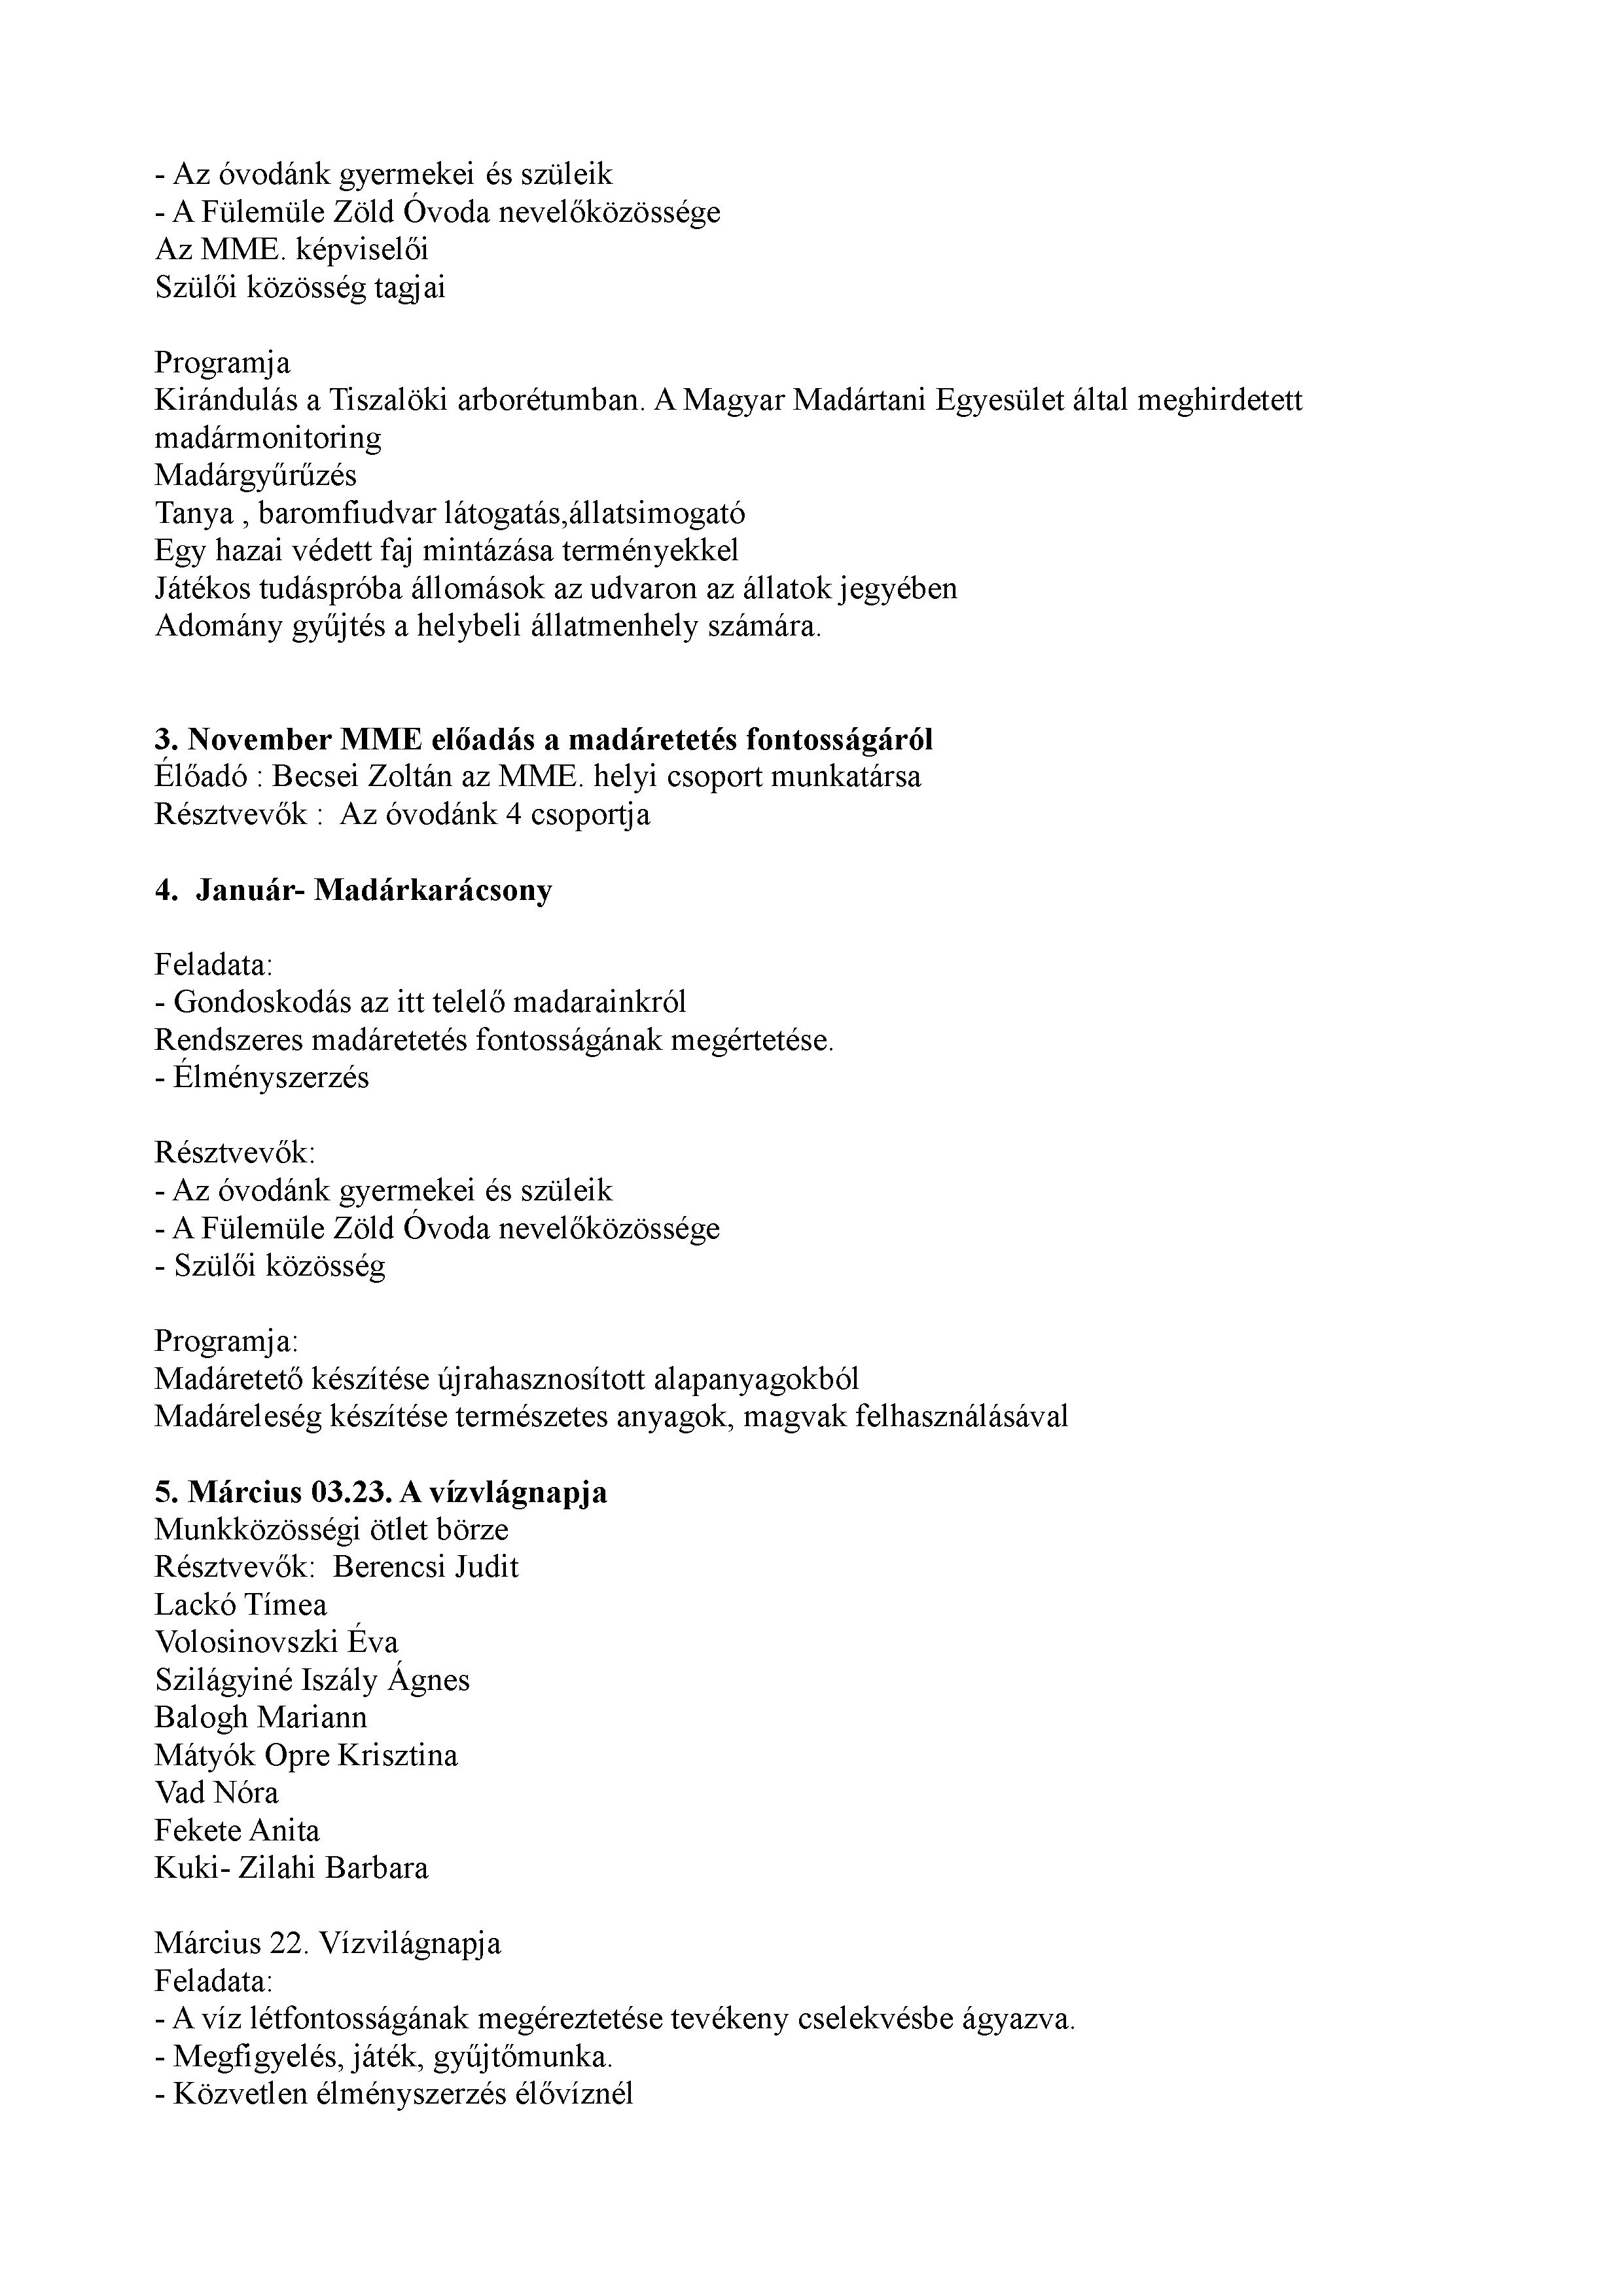 - Az óvodánk gyermekei és szüleik
- A Fülemüle Zöld Óvoda nevelőközössége
Az MME. képviselői
Szülői közösség tagjai
Programja
Kirándulás a Tiszalöki arborétumban. A Magyar Madártani Egyesület által meghirdetett
madármonitoring
Madárgyűrűzés
Tanya , baromfiudvar látogatás,állatsimogató
Egy hazai védett faj mintázása terményekkel
Játékos tudáspróba állomások az udvaron az állatok jegyében
Adomány gyűjtés a helybeli állatmenhely számára.
3. November MME előadás a madáretetés fontosságáról
Élőadó : Becsei Zoltán az MME. helyi csoport munkatársa
Résztvevők :  Az óvodánk 4 csoportja
4.  Január- Madárkarácsony
Feladata:
- Gondoskodás az itt telelő madarainkról
Rendszeres madáretetés fontosságának megértetése.
- Élményszerzés
Résztvevők:
- Az óvodánk gyermekei és szüleik
- A Fülemüle Zöld Óvoda nevelőközössége
- Szülői közösség
Programja:
Madáretető készítése újrahasznosított alapanyagokból
Madáreleség készítése természetes anyagok, magvak felhasználásával
5. Március 03.23. A vízvlágnapja
Munkközösségi ötlet börze
Résztvevők:  Berencsi Judit
Lackó Tímea
Volosinovszki Éva
Szilágyiné Iszály Ágnes
Balogh Mariann
Mátyók Opre Krisztina
Vad Nóra
Fekete Anita
Kuki- Zilahi Barbara
Március 22. Vízvilágnapja
Feladata:
- A víz létfontosságának megéreztetése tevékeny cselekvésbe ágyazva.
- Megfigyelés, játék, gyűjtőmunka.
- Közvetlen élményszerzés élővíznél